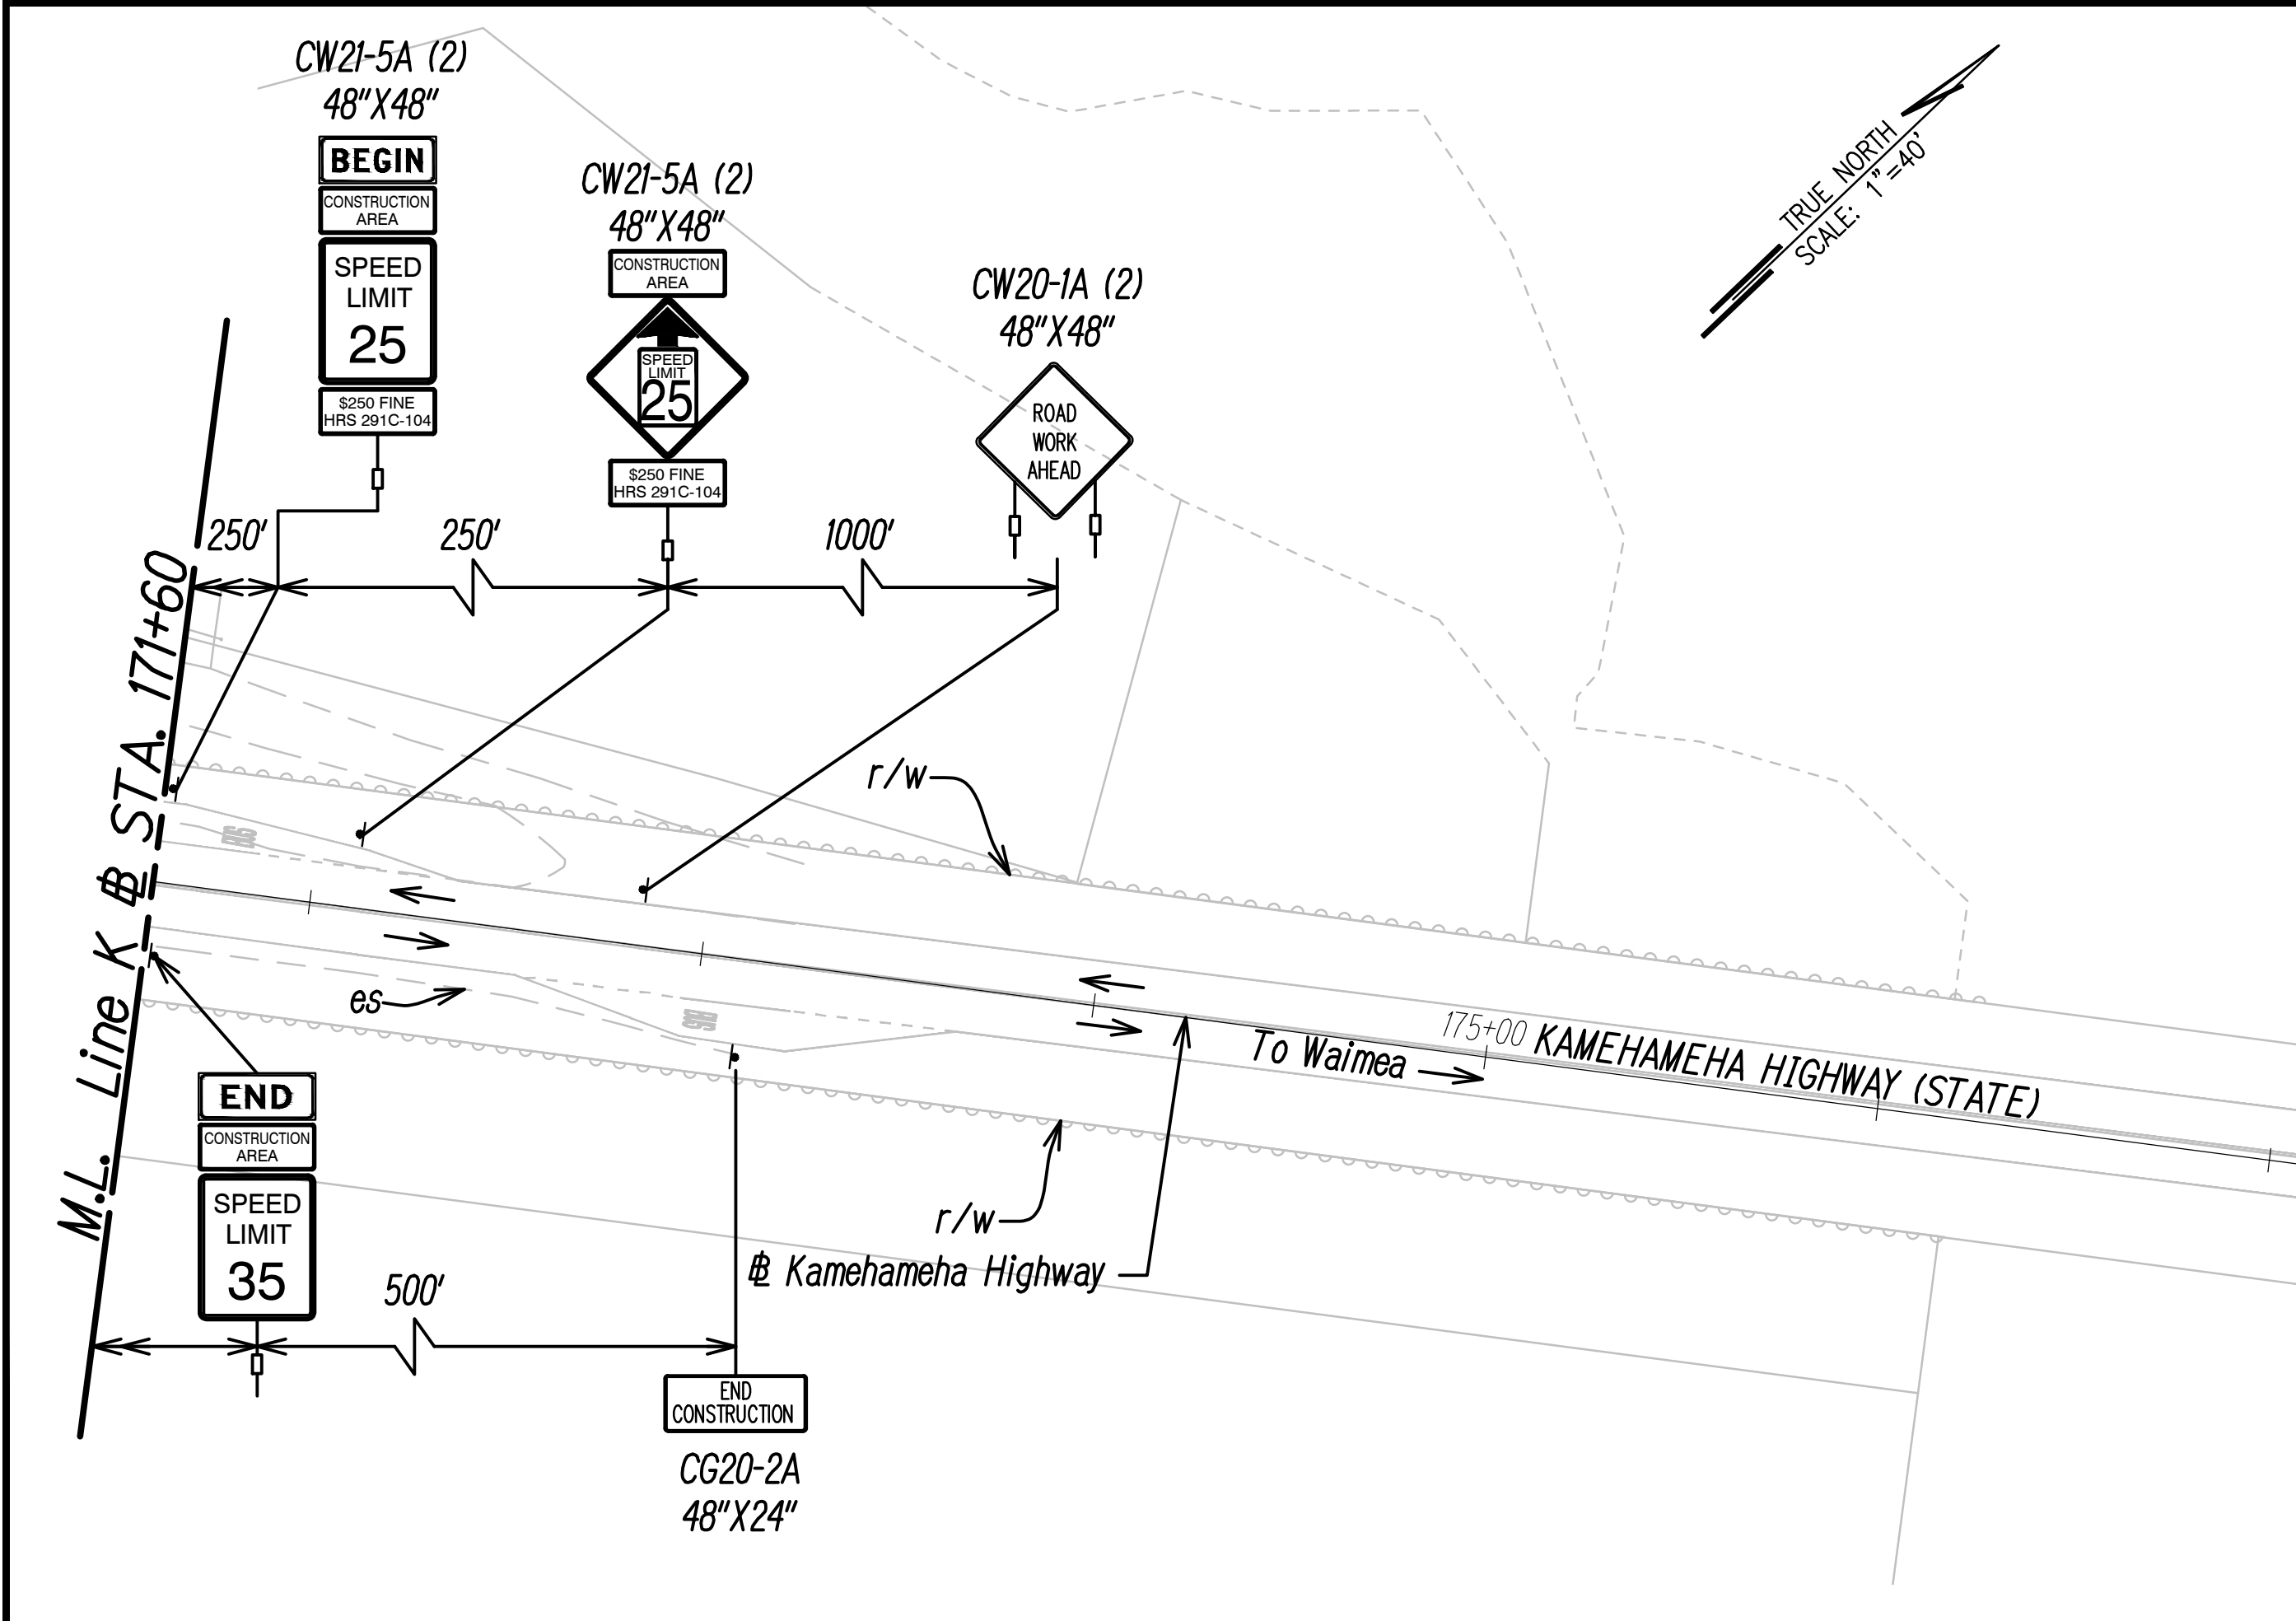 CW21-5A (2)
48"X48"
BEGIN
CONSTRUCTION
AREA
SPEED
LIMIT
25
$250 FINE
HRS 291C-104
CW21-5A (2)
48"X48"
CONSTRUCTION
AREA
SPEED
LIMIT
25
$250 FINE
HRS 291C-104
CW20-1A (2)
48"X48"
ROAD
WORK
AHEAD
TRUE NORTH
SCALE: 1"=40'
250'
250'
1000'
M.L. Line K ⅊ STA. 171+60
r/w
es
175+00 KAMEHAMEHA HIGHWAY (STATE)
To Waimea
END
CONSTRUCTION
AREA
SPEED
LIMIT
35
500'
r/w
Kamehameha Highway
END
CONSTRUCTION
CG20-2A
48"X24"